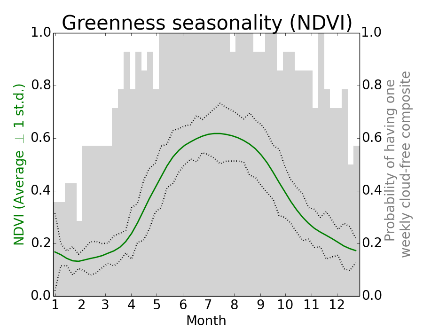 Greenness seasonality (NDVI)
1.0
0.8
0.6
0.4
0.2
0.0
NDVI (Average ⊥ 1 st.d.)
1.0
0.8
0.6
0.4
0.2
0.0
Probability of having one
weekly cloud-free composite
1 2 3 4 5 6 7 8 9 10 11 12
Month